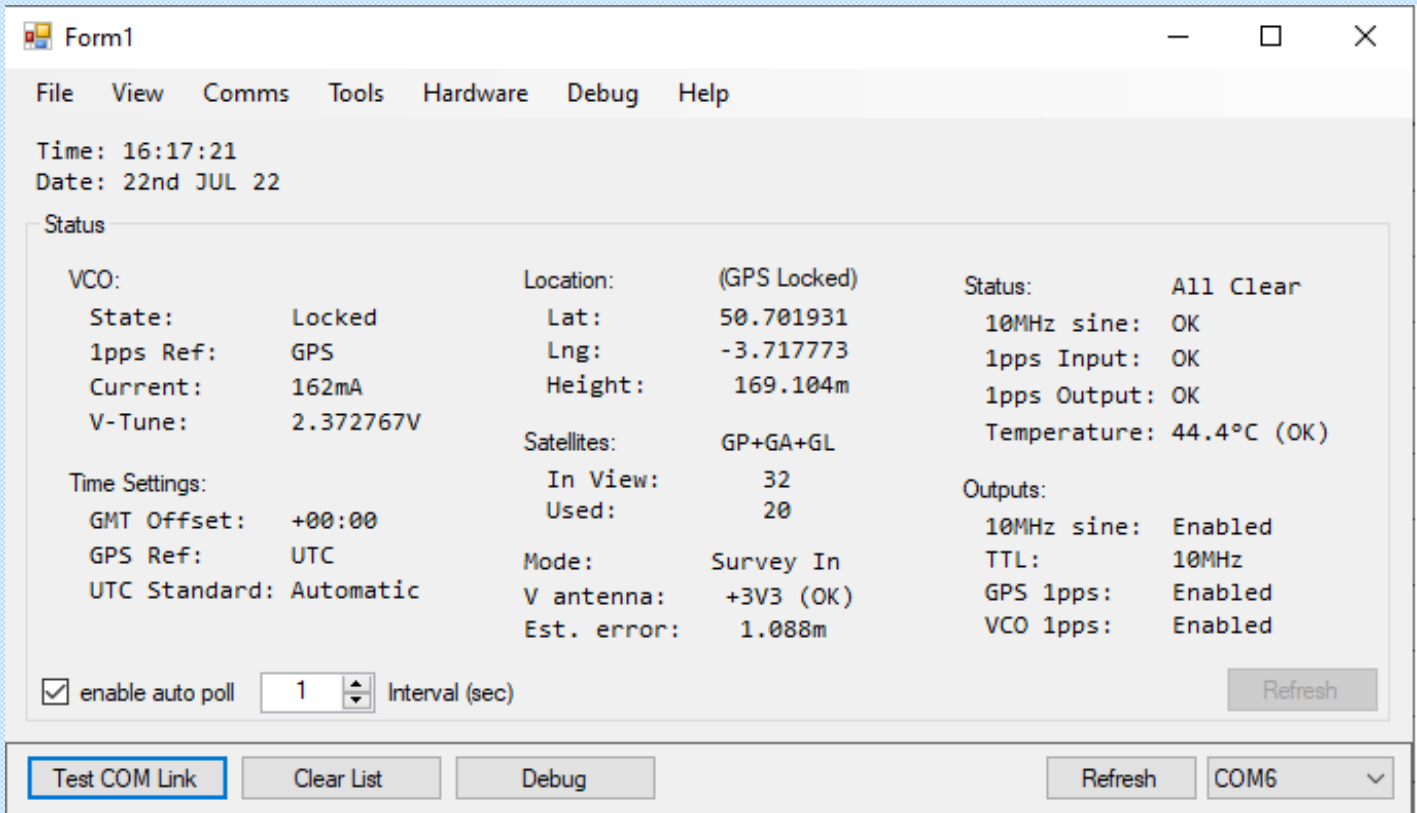 Form1
File View Comms Tools Hardware Debug Help
Time: 16:17:21
Date: 22nd JUL 22
Status
VCO:
State: Locked
1pps Ref: GPS
Current: 162mA
V-Tune: 2.372767V
Time Settings:
GMT Offset: +00:00
GPS Ref: UTC
UTC Standard: Automatic
Location: (GPS Locked)
Lat: 50.701931
Lng: -3.717773
Height: 169.104m
Satellites: GP+GA+GL
In View: 32
Used: 20
Mode: Survey In
V antenna: +3V3 (OK)
Est. error: 1.088m
Status: All Clear
10MHz sine: OK
1pps Input: OK
1pps Output: OK
Temperature: 44.4°C (OK)
Outputs:
10MHz sine: Enabled
TTL: 10MHz
GPS 1pps: Enabled
VCO 1pps: Enabled
enable auto poll 1 Interval (sec) Refresh
Test COM Link Clear List Debug Refresh COM6